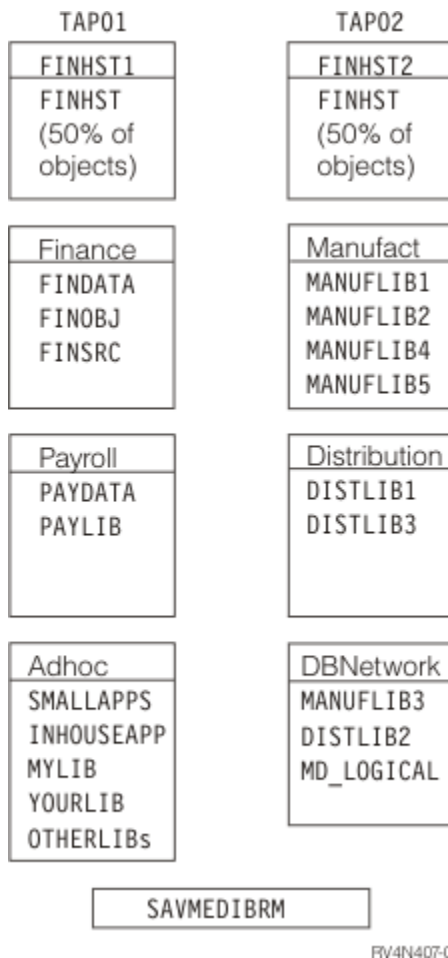 TAP01
FINHST1
FINHST
(50% of
objects)
Finance
FINDATA
FINOBJ
FINSRC
Payroll
PAYDATA
PAYLIB
Adhoc
SMALLAPPS
INHOUSEAPP
MYLIB
YOURLIB
OTHERLIBs
TAP02
FINHST2
FINHST
(50% of
objects)
Manufact
MANUFLIB1
MANUFLIB2
MANUFLIB4
MANUFLIB5
Distribution
DISTLIB1
DISTLIB3
DBNetwork
MANUFLIB3
DISTLIB2
MD_LOGICAL
SAVMEDIBRM